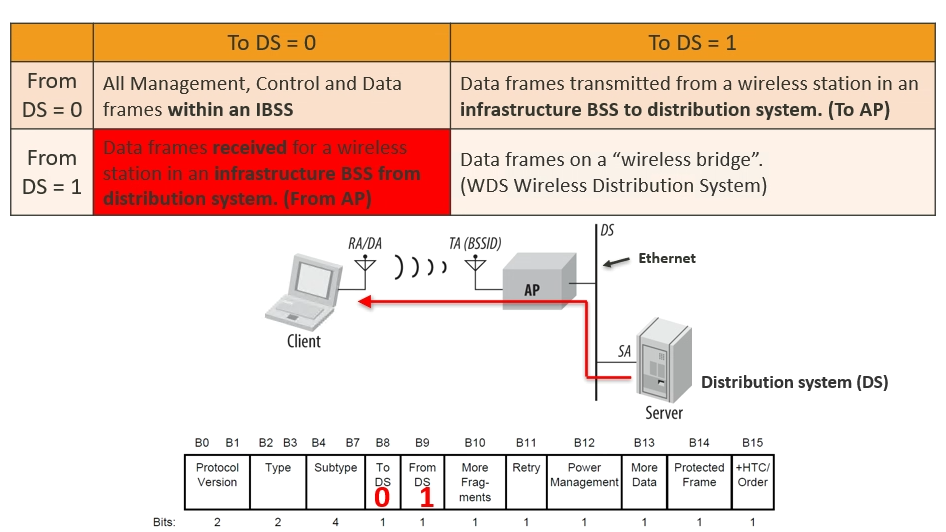 To DS = 0
To DS = 1
From
DS = 0
All Management, Control and Data
frames within an IBSS
Data frames transmitted from a wireless station in an
infrastructure BSS to distribution system. (To AP)
From
DS = 1
Data frames received for a wireless
station in an infrastructure BSS from
distribution system. (From AP)
Data frames on a “wireless bridge”.
(WDS Wireless Distribution System)
DS
RA/DA
TA (BSSID)
Ethernet
AP
Client
SA
Distribution system (DS)
Server
B0 B1 B2 B3 B4 B7 B8 B9 B10 B11 B12 B13 B14 B15
Protocol
Version
Type
Subtype
To
DS
0
From
DS
1
More
Frag-
ments
Retry
Power
Management
More
Data
Protected
Frame
+HTC/
Order
Bits: 2 2 4 1 1 1 1 1 1 1 1